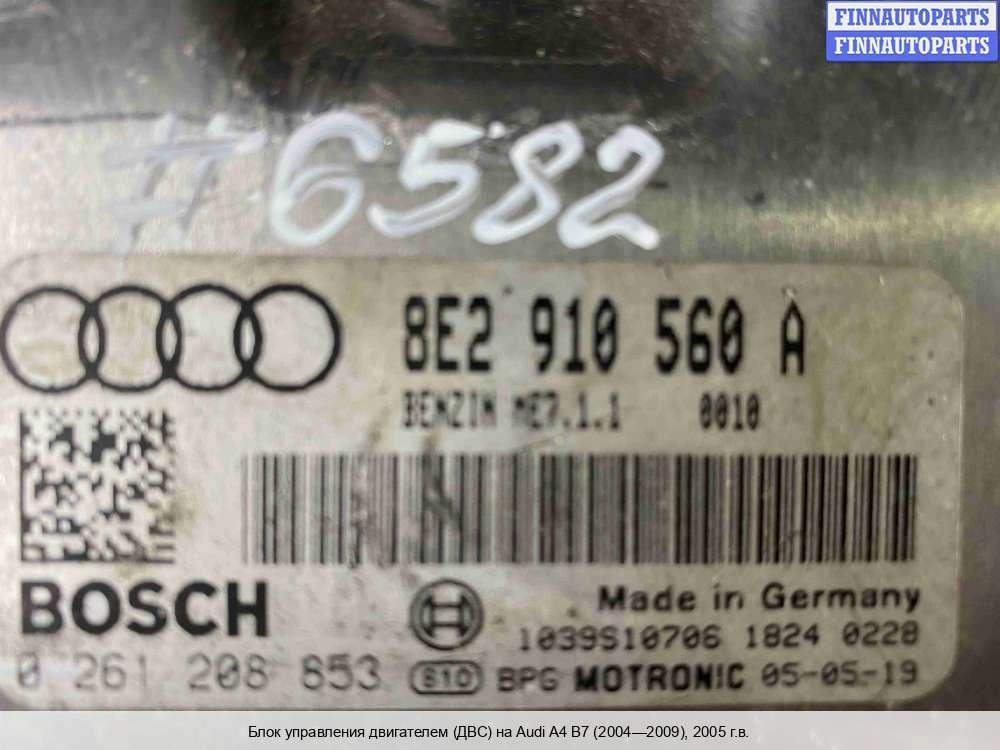 FINNAUTOPARTS
FINNAUTOPARTS
#6582
8E2 910 560 A
BENZIN ME7.1.1 0010
BOSCH
Made in Germany
1039S10706 1824 0228
0 261 208 853 810 BPG MOTRONIC 05-05-19
Блок управления двигателем (ДВС) на Audi A4 B7 (2004—2009), 2005 г.в.